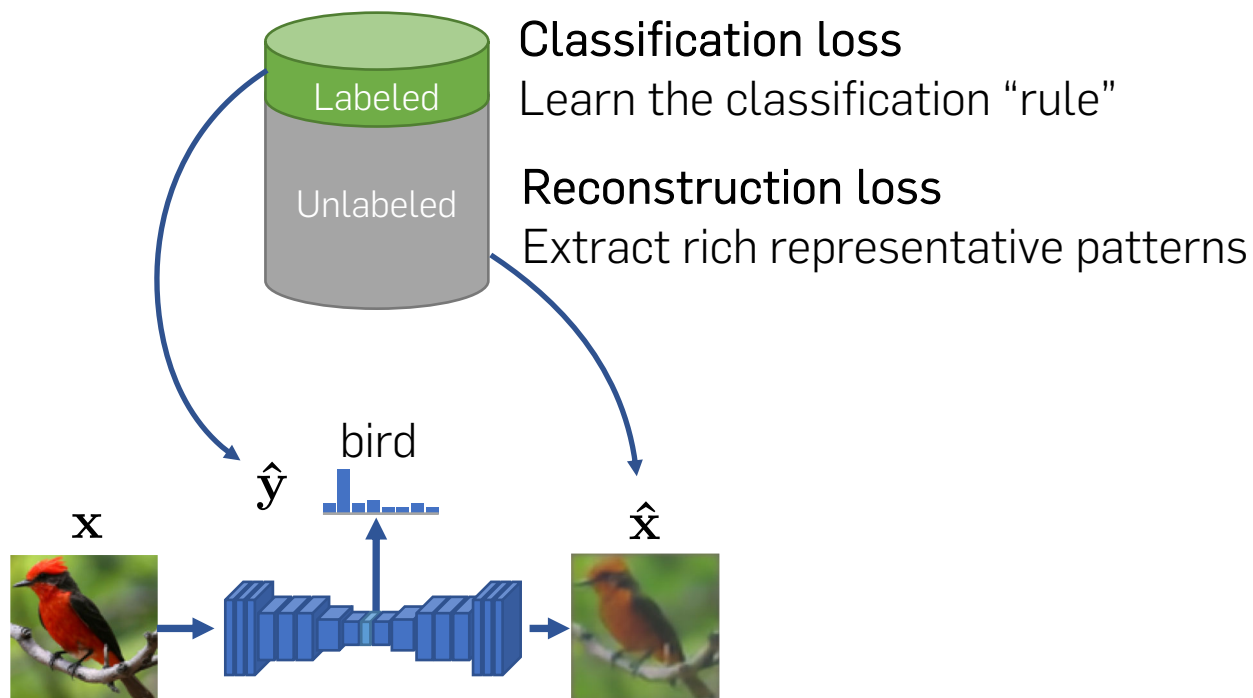 Classification loss
Labeled
Learn the classification “rule”
Reconstruction loss
Unlabeled
Extract rich representative patterns
bird
ŷ
x
x̂